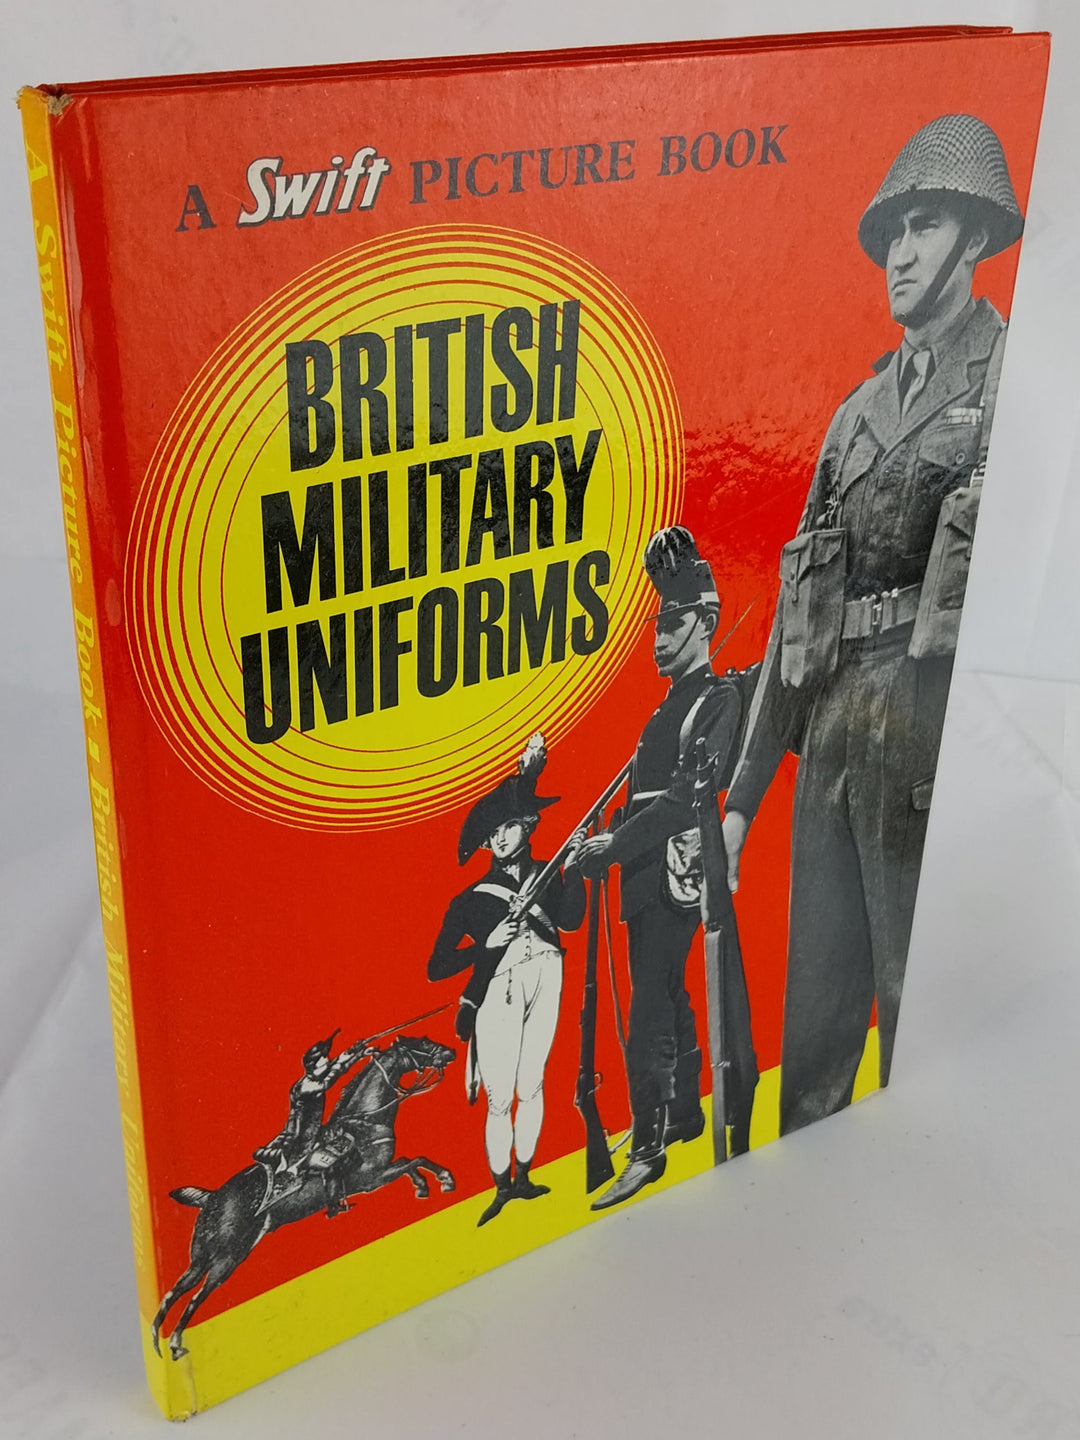 A Swift PICTURE BOOK
BRITISH
MILITARY
UNIFORMS
A Swift Picture Book - British Military Uniforms